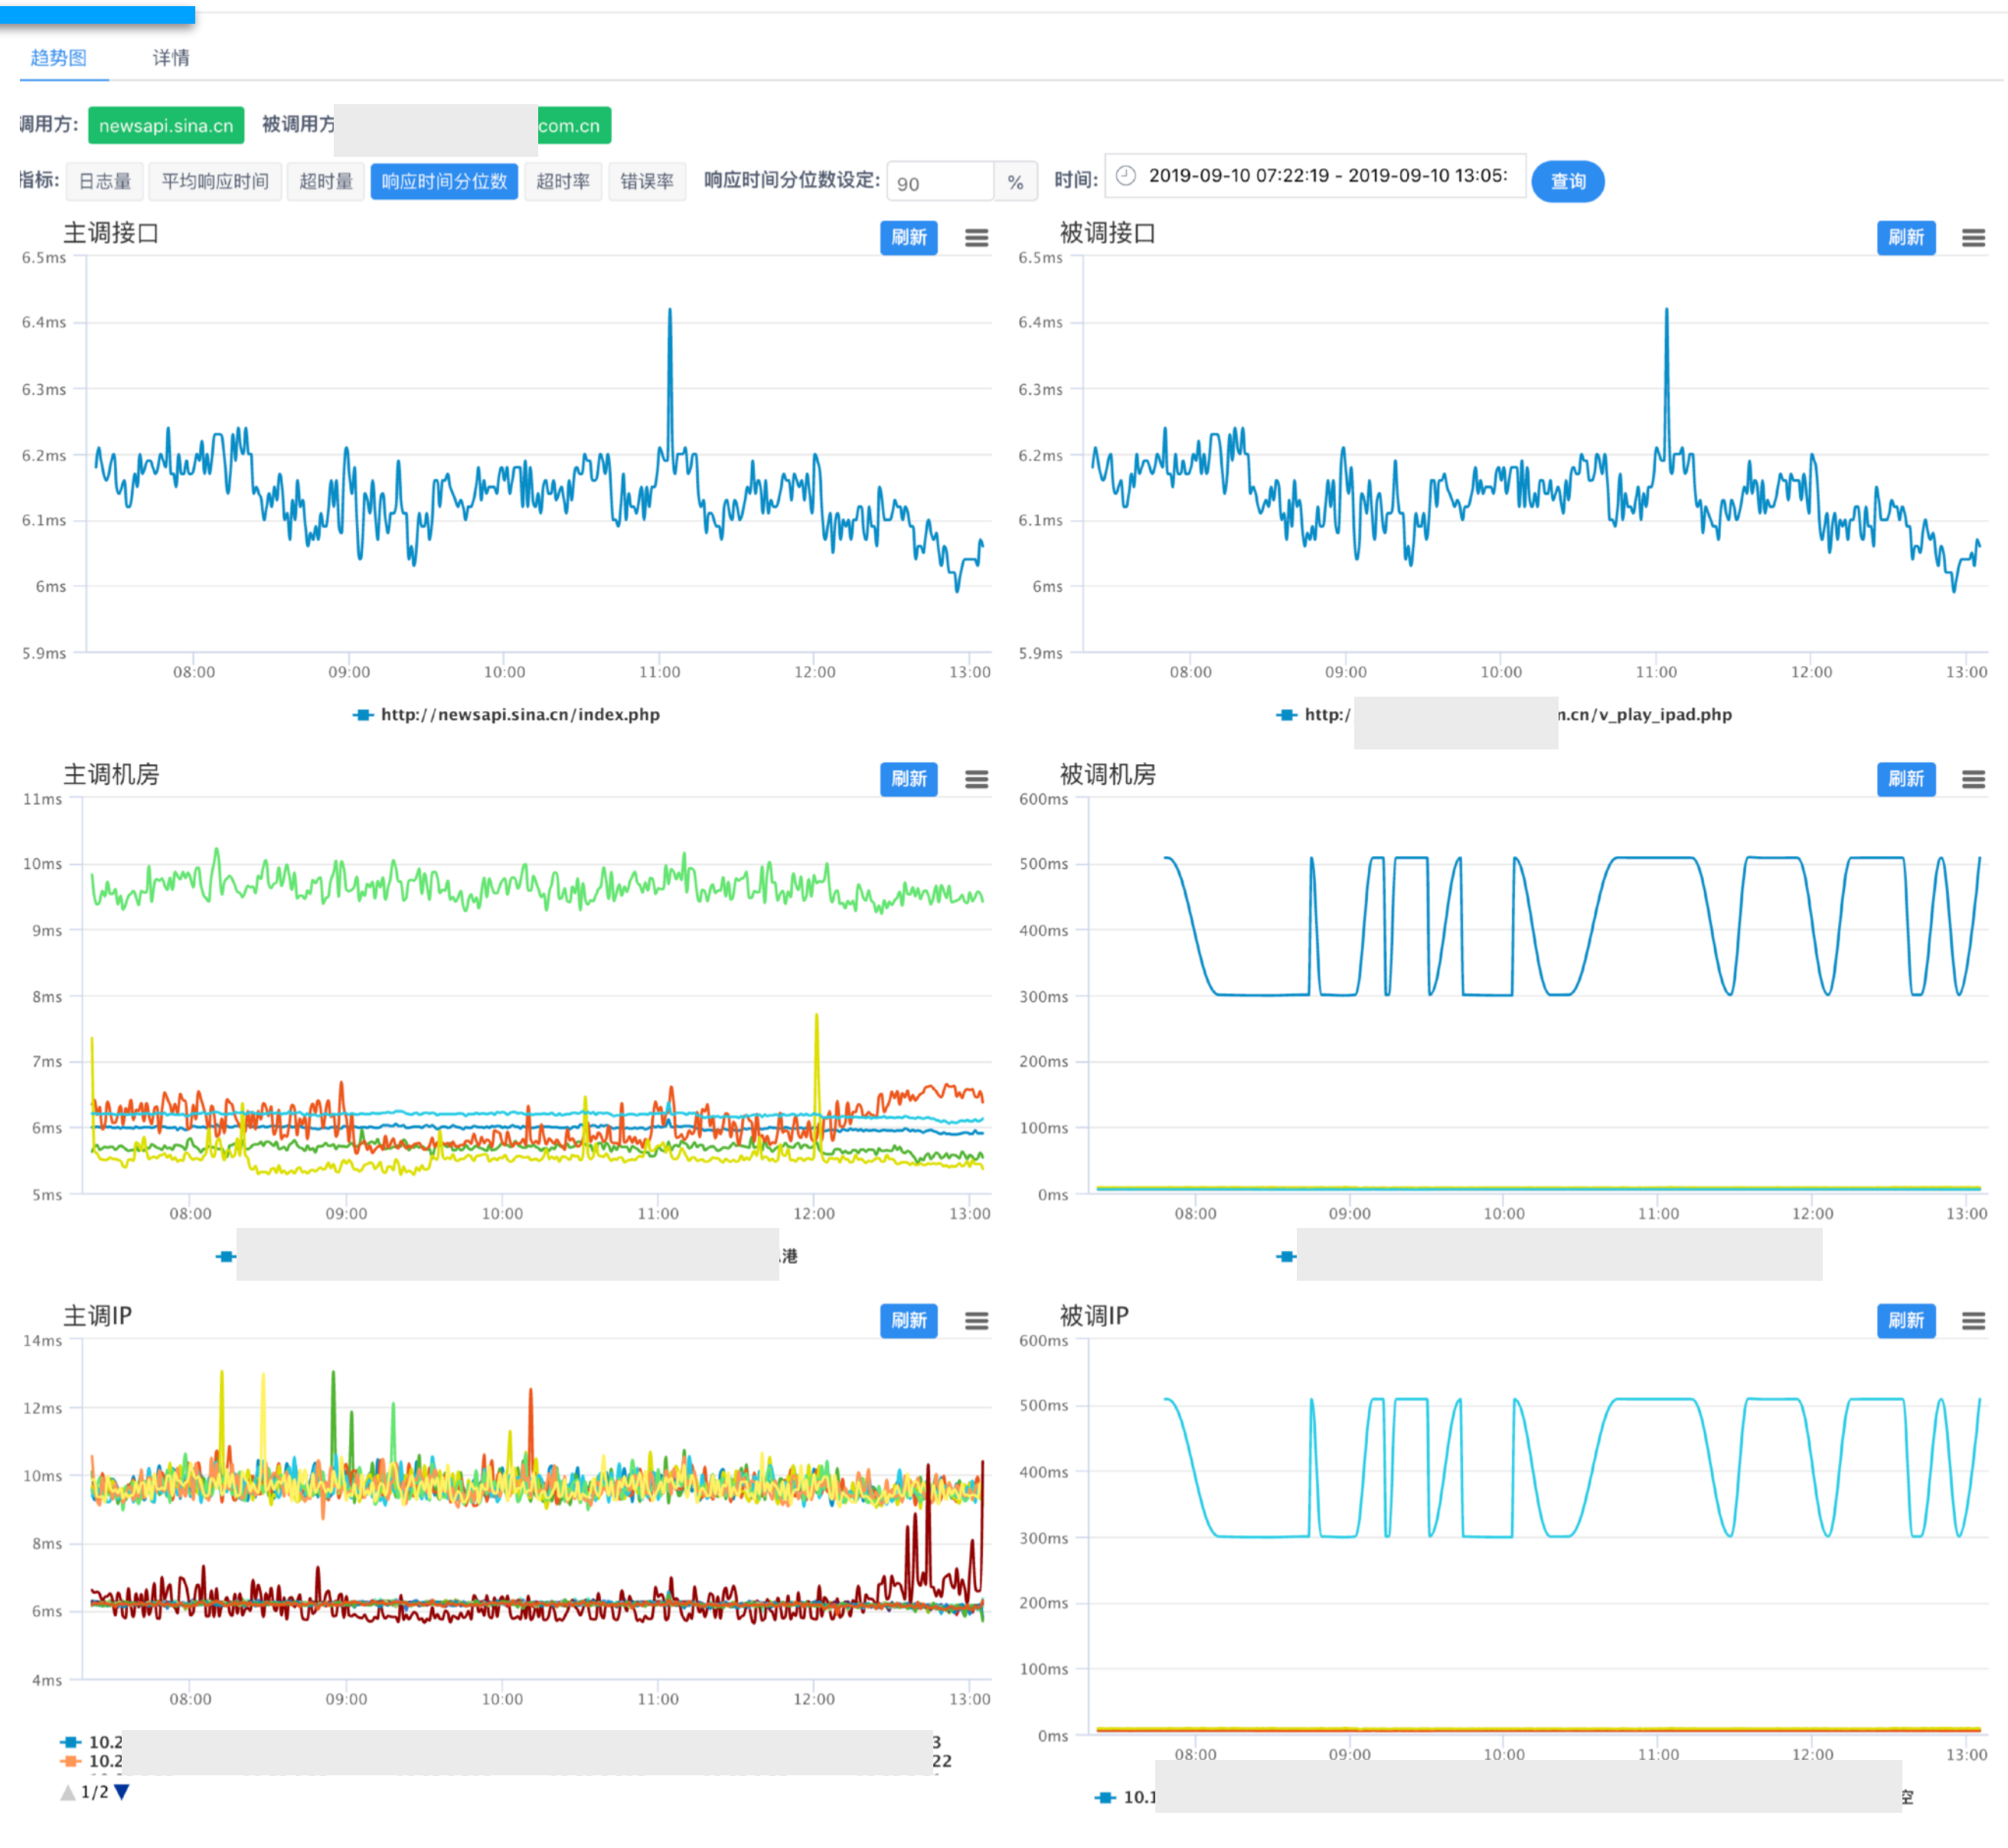 趋势图 详情
调用方: newsapi.sina.cn 被调用方 com.cn
指标: 日志量 平均响应时间 超时量 响应时间分位数 超时率 错误率 响应时间分位数设定: 90 % 时间: 2019-09-10 07:22:19 - 2019-09-10 13:05: 查询
主调接口 刷新
6.5ms
6.4ms
6.3ms
6.2ms
6.1ms
6ms
5.9ms
08:00 09:00 10:00 11:00 12:00 13:00
http://newsapi.sina.cn/index.php
被调接口 刷新
6.5ms
6.4ms
6.3ms
6.2ms
6.1ms
6ms
5.9ms
08:00 09:00 10:00 11:00 12:00 13:00
http:/ .cn/v_play_ipad.php
主调机房 刷新
11ms
10ms
9ms
8ms
7ms
6ms
5ms
08:00 09:00 10:00 11:00 12:00 13:00
港
被调机房 刷新
600ms
500ms
400ms
300ms
200ms
100ms
0ms
08:00 09:00 10:00 11:00 12:00 13:00
主调IP 刷新
14ms
12ms
10ms
8ms
6ms
4ms
08:00 09:00 10:00 11:00 12:00 13:00
10.2 3
10.2 22
1/2
被调IP 刷新
600ms
500ms
400ms
300ms
200ms
100ms
0ms
08:00 09:00 10:00 11:00 12:00 13:00
10.1 空